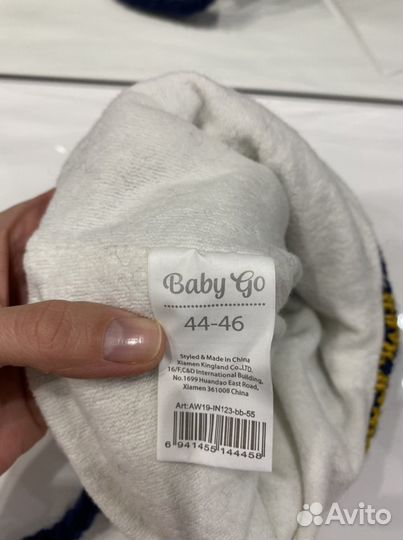 Baby Go
44-46
Styled & Made in China
Xiamen Kingland Co.,LTD.
16/F,C&D International Building,
No.1699 Huandao East Road,
Xiamen 361008 China
Art:AW19-IN123-bb-55
6 941455 144458
Avito